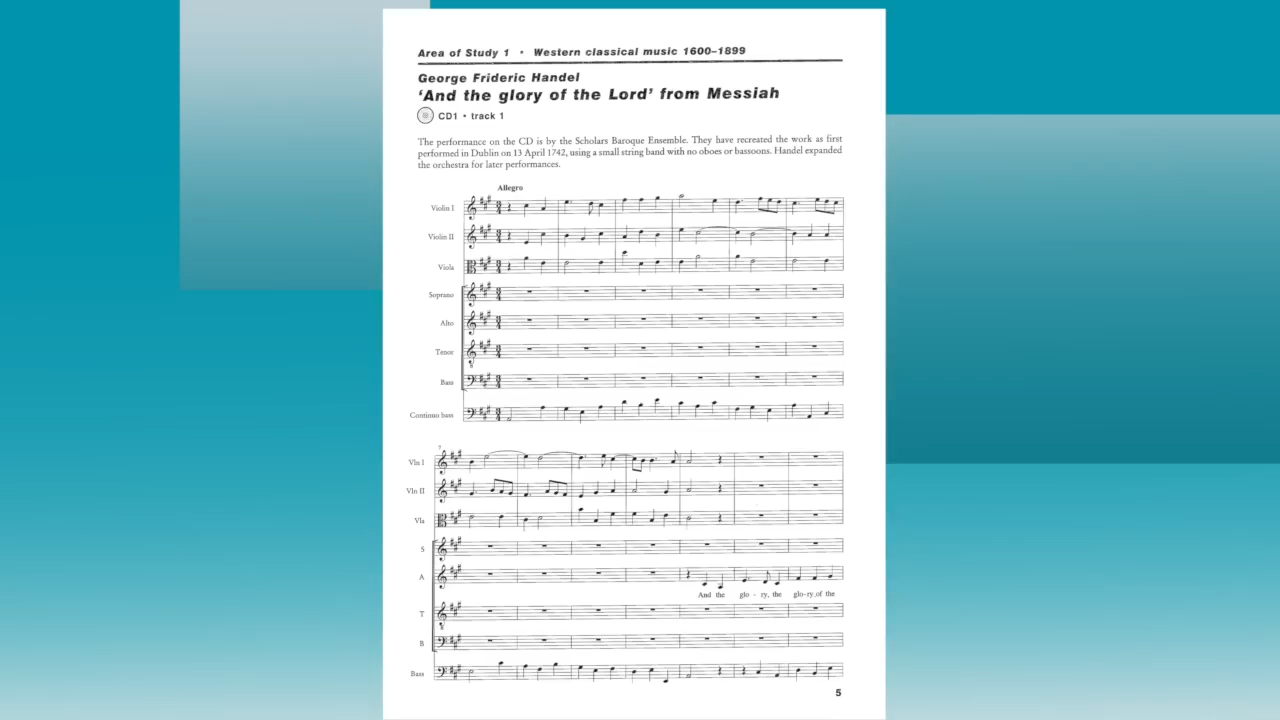 Area of Study 1 • Western classical music 1600–1899
George Frideric Handel
‘And the glory of the Lord’ from Messiah
CD1 • track 1
The performance on the CD is by the Scholars Baroque Ensemble. They have recreated the work as first
performed in Dublin on 13 April 1742, using a small string band with no oboes or bassoons. Handel expanded
the orchestra for later performances.
Allegro
Violin I
Violin II
Viola
Soprano
Alto
Tenor
Bass
Continuo bass
7
Vln I
Vln II
Vla
S
A
And the glo - ry, the glo-ry of the
T
B
Bass
5